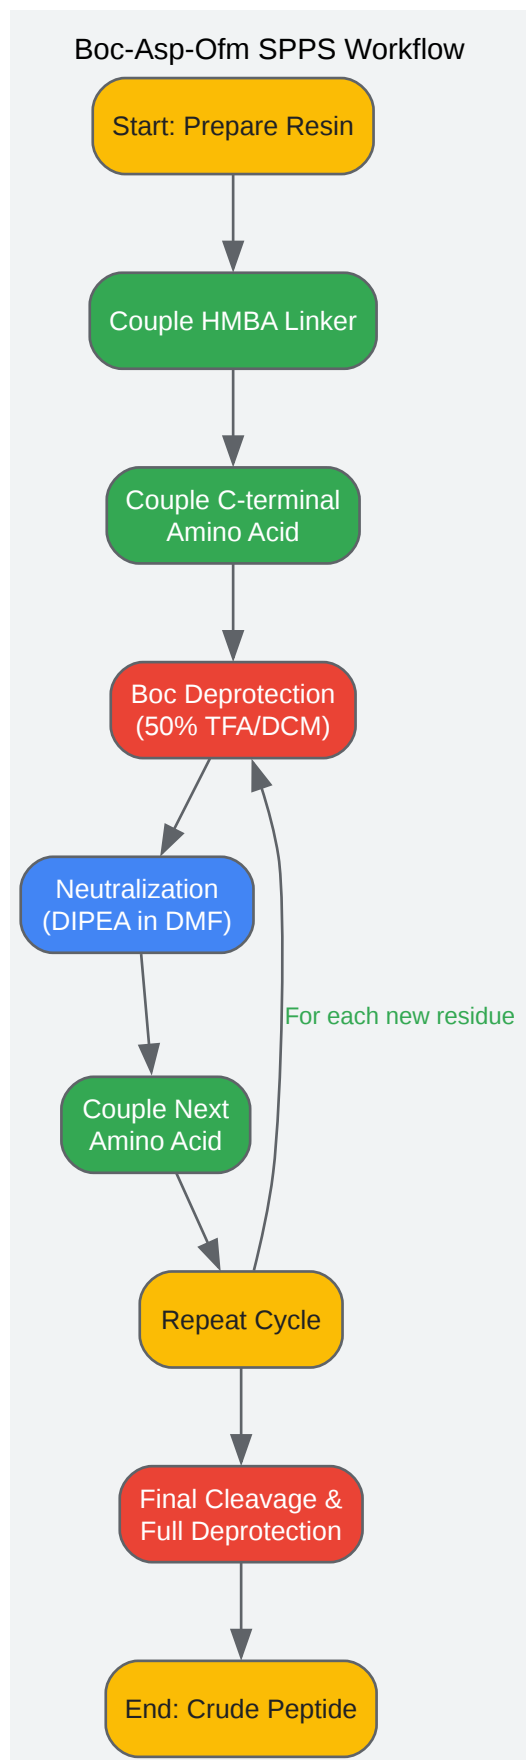 Boc-Asp-Ofm SPPS Workflow
Start: Prepare Resin
Couple HMBA Linker
Couple C-terminal
Amino Acid
Boc Deprotection
(50% TFA/DCM)
Neutralization
(DIPEA in DMF)
For each new residue
Couple Next
Amino Acid
Repeat Cycle
Final Cleavage &
Full Deprotection
End: Crude Peptide